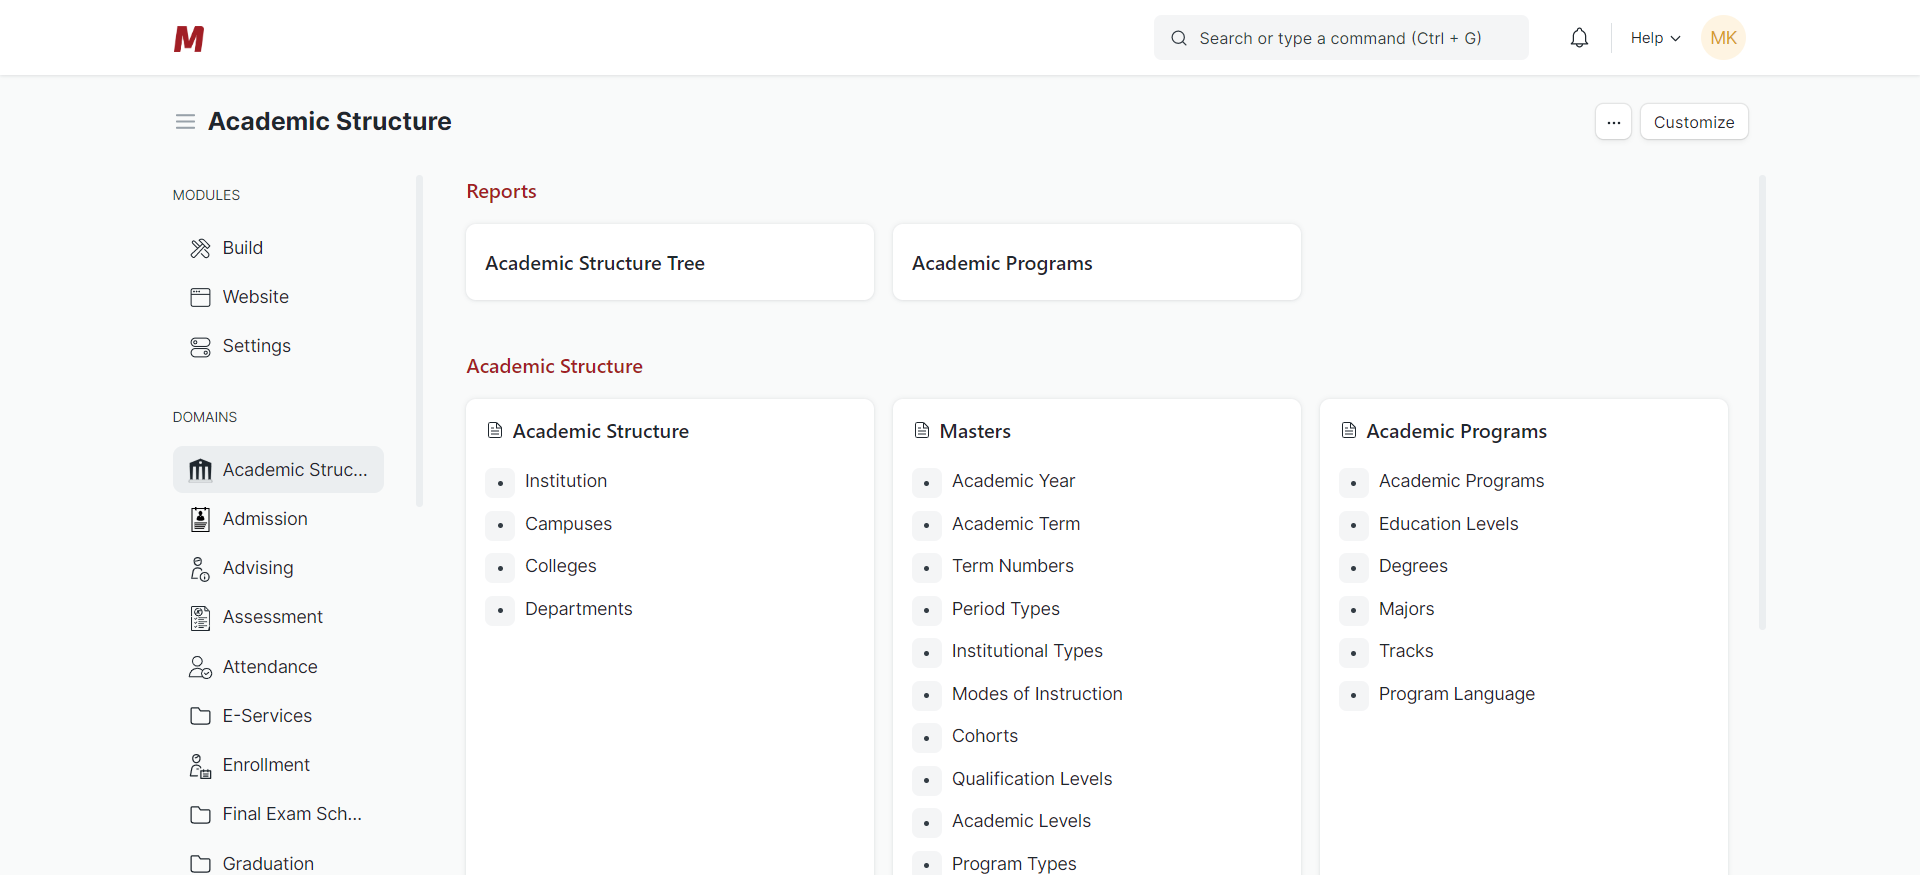 M
Search or type a command (Ctrl + G)
Help
MK
Academic Structure
...
Customize
MODULES
Build
Website
Settings
DOMAINS
Academic Struc...
Admission
Advising
Assessment
Attendance
E-Services
Enrollment
Final Exam Sch...
Graduation
Reports
Academic Structure Tree
Academic Programs
Academic Structure
Academic Structure
Institution
Campuses
Colleges
Departments
Masters
Academic Year
Academic Term
Term Numbers
Period Types
Institutional Types
Modes of Instruction
Cohorts
Qualification Levels
Academic Levels
Program Types
Academic Programs
Academic Programs
Education Levels
Degrees
Majors
Tracks
Program Language